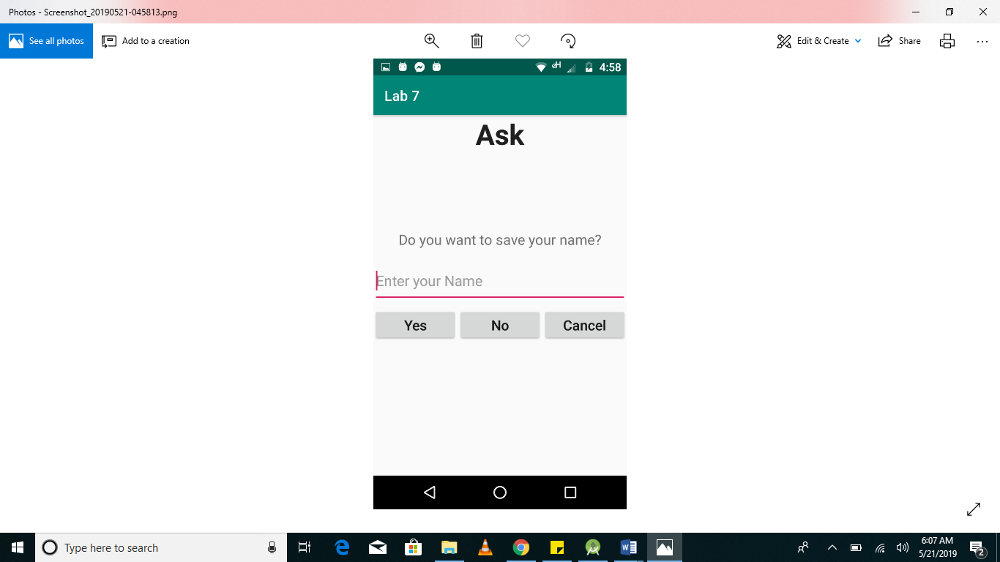 Photos - Screenshot_20190521-045813.png
See all photos
Add to a creation
Edit & Create
Share
4:58
Lab 7
Ask
Do you want to save your name?
Enter your Name
Yes No Cancel
Type here to search
6:07 AM
5/21/2019
2